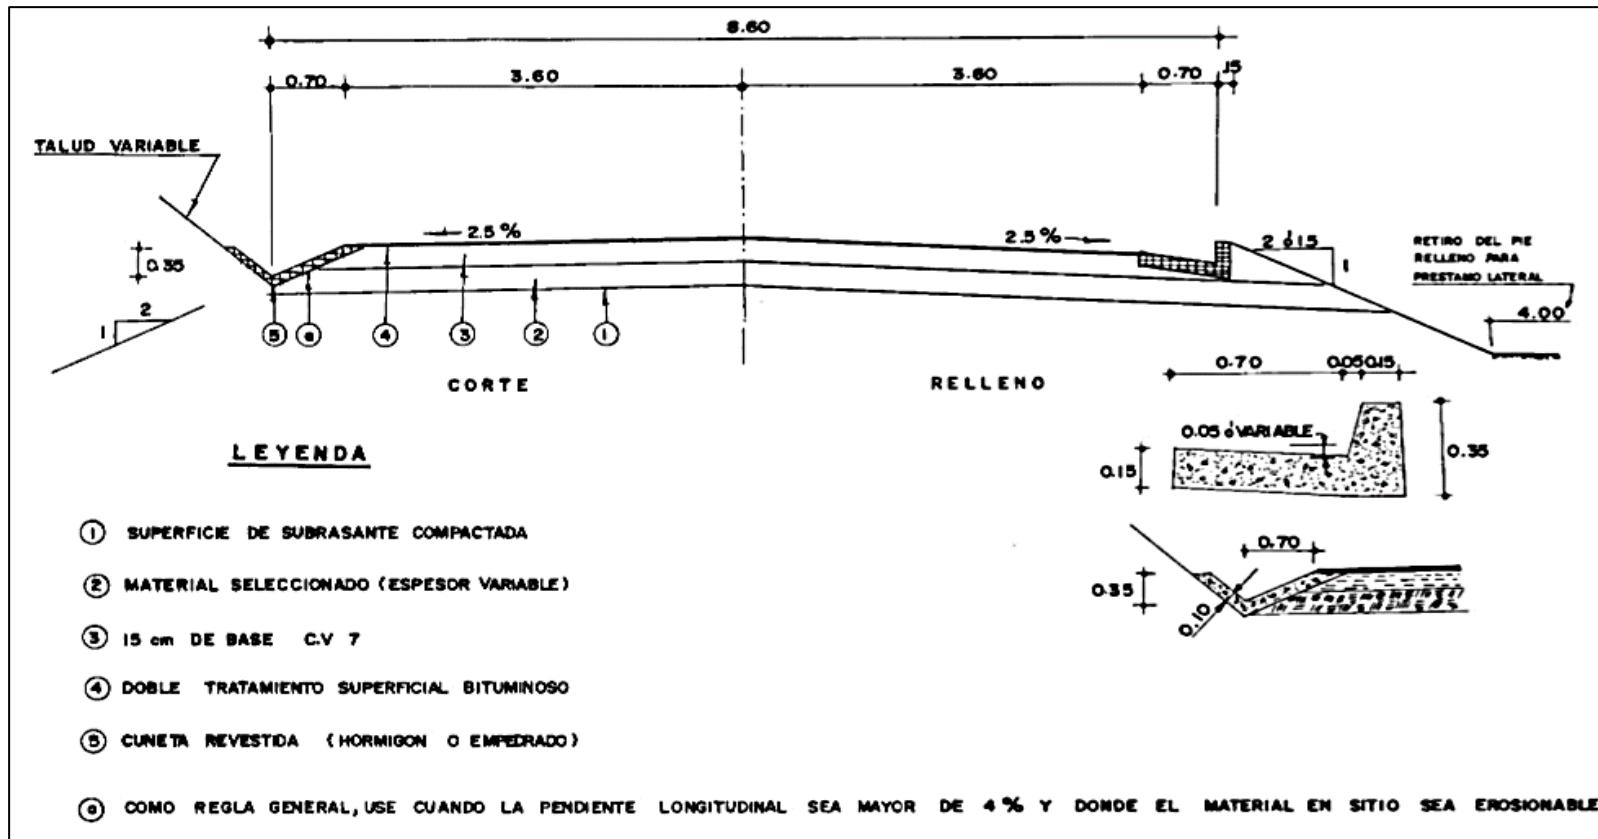 8.60
0.70 3.60 3.60 0.70 .15
TALUD VARIABLE
2.5% 2.5%
2 ó 1.5
1
RETIRO DEL PIE
RELLENO PARA
PRESTAMO LATERAL
4.00
0.35
2
1
5 a 4 3 2 1
CORTE RELLENO
0.70 0.05 0.15
0.05 ó VARIABLE
0.15
0.35
0.70
0.35
0.10
LEYENDA
1 SUPERFICIE DE SUBRASANTE COMPACTADA
2 MATERIAL SELECCIONADO (ESPESOR VARIABLE)
3 15 cm DE BASE C.V 7
4 DOBLE TRATAMIENTO SUPERFICIAL BITUMINOSO
5 CUNETA REVESTIDA (HORMIGON O EMPEDRADO)
a COMO REGLA GENERAL, USE CUANDO LA PENDIENTE LONGITUDINAL SEA MAYOR DE 4% Y DONDE EL MATERIAL EN SITIO SEA EROSIONABLE